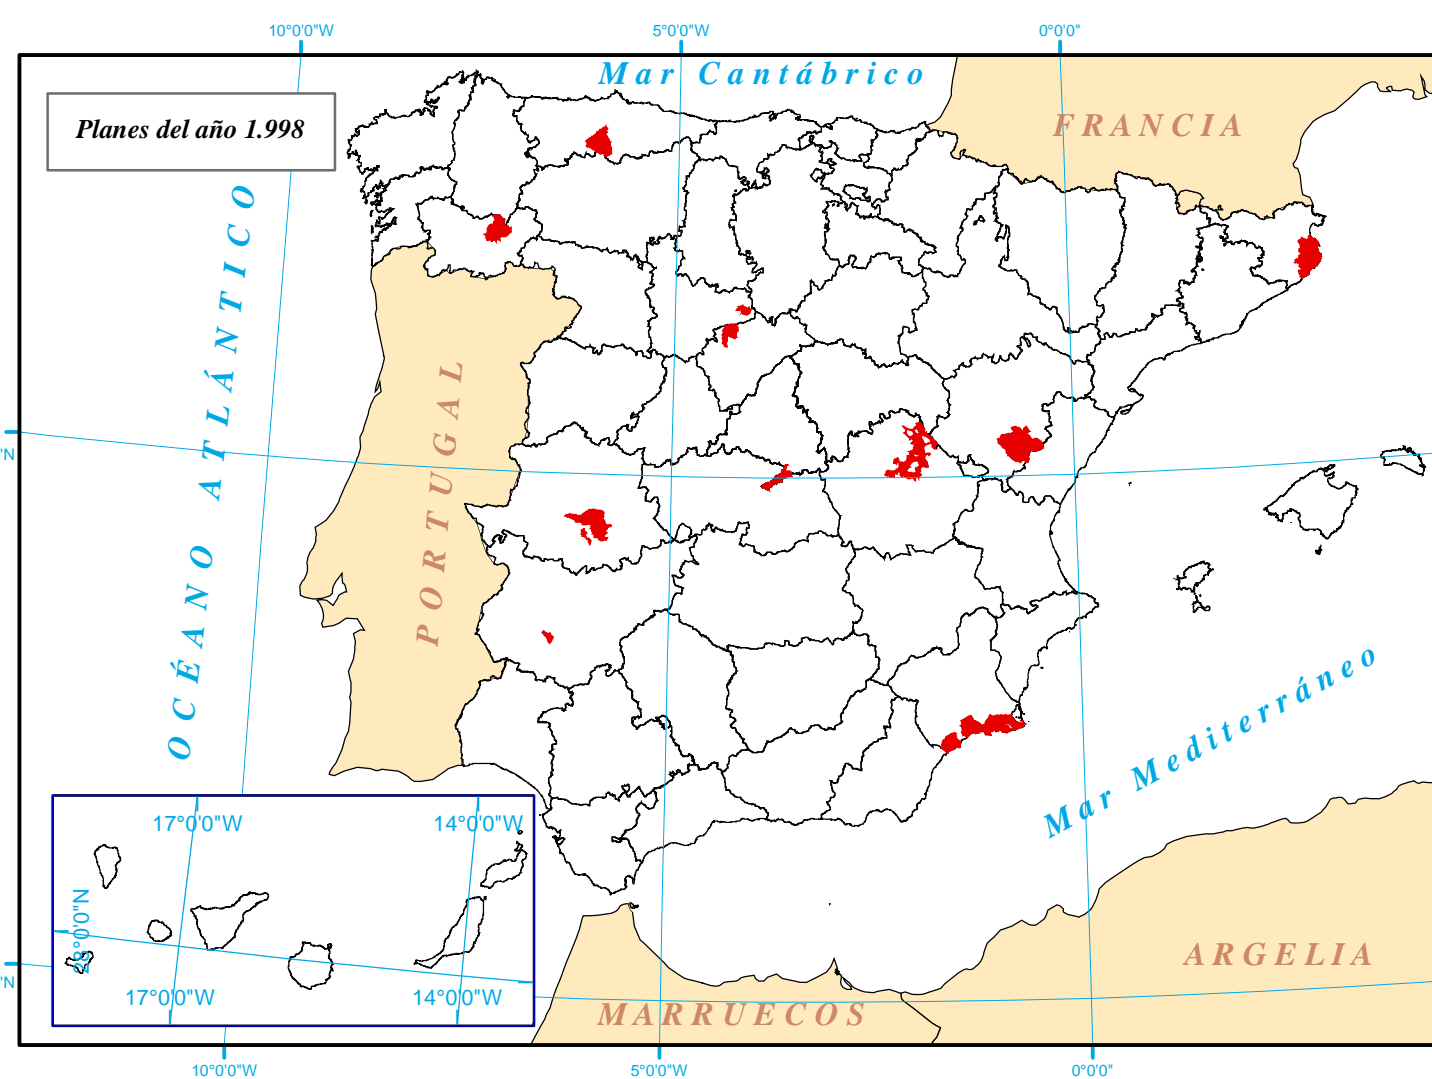 10°0'0"W
5°0'0"W
0°0'0"
Mar Cantábrico
FRANCIA
Planes del año 1.998
OCÉANO ATLÁNTICO
PORTUGAL
'N
Mar Mediterráneo
17°0'0"W
14°0'0"W
28°0'0"N
17°0'0"W
14°0'0"W
'N
ARGELIA
MARRUECOS
10°0'0"W
5°0'0"W
0°0'0"